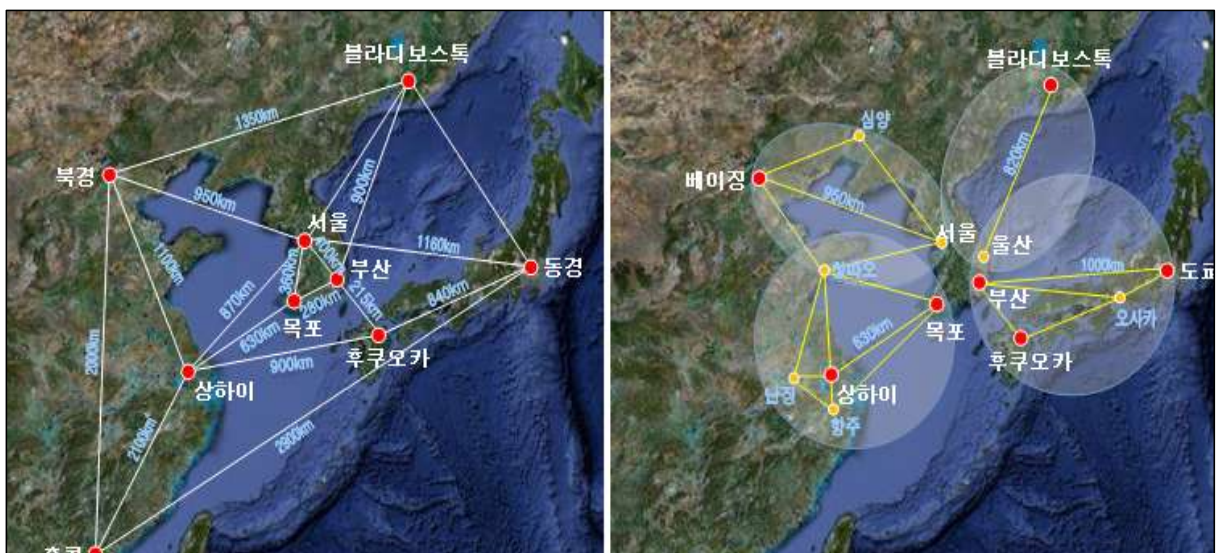 블라디보스톡
1350km
북경
950km
900km
서울
1160km
동경
1100km
400km
360km
부산
870km
280km
215km
840km
목포
630km
후쿠오카
900km
2000km
상하이
2100km
2900km
홍콩
블라디보스톡
심양
820km
베이징
950km
서울
울산
칭따오
1000km
도쿄
부산
오사카
목포
630km
후쿠오카
상하이
난징
항주